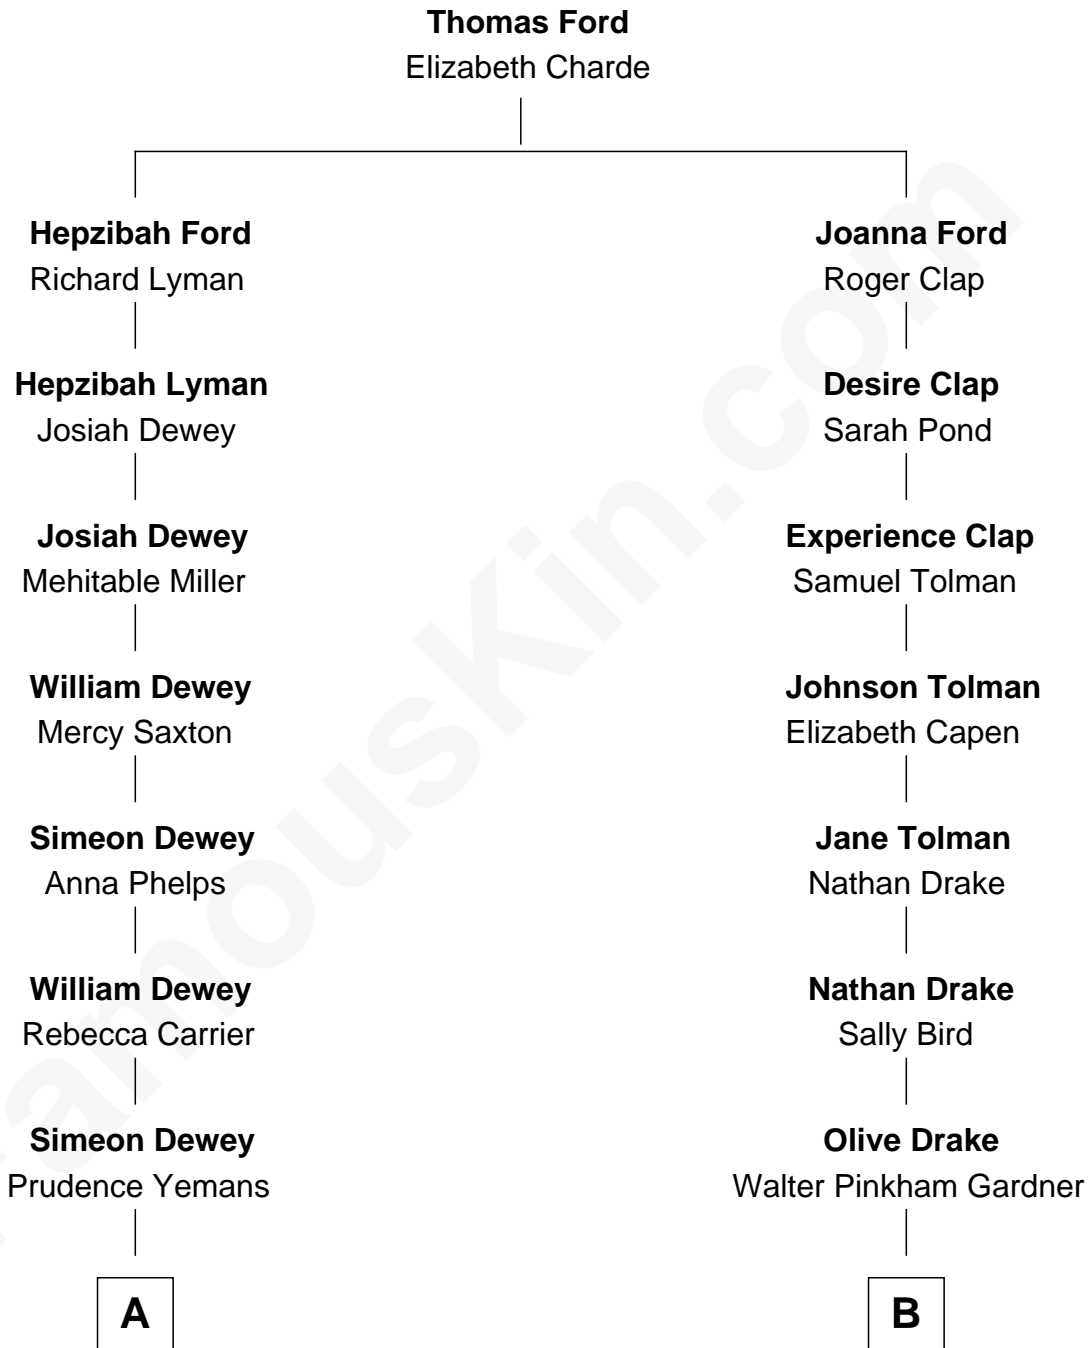 Thomas Ford
Elizabeth Charde
Hepzibah Ford
Richard Lyman
Joanna Ford
Roger Clap
Hepzibah Lyman
Josiah Dewey
Desire Clap
Sarah Pond
Josiah Dewey
Mehitable Miller
Experience Clap
Samuel Tolman
William Dewey
Mercy Saxton
Johnson Tolman
Elizabeth Capen
Simeon Dewey
Anna Phelps
Jane Tolman
Nathan Drake
William Dewey
Rebecca Carrier
Nathan Drake
Sally Bird
Simeon Dewey
Prudence Yemans
Olive Drake
Walter Pinkham Gardner
A
B
FamousKin.com